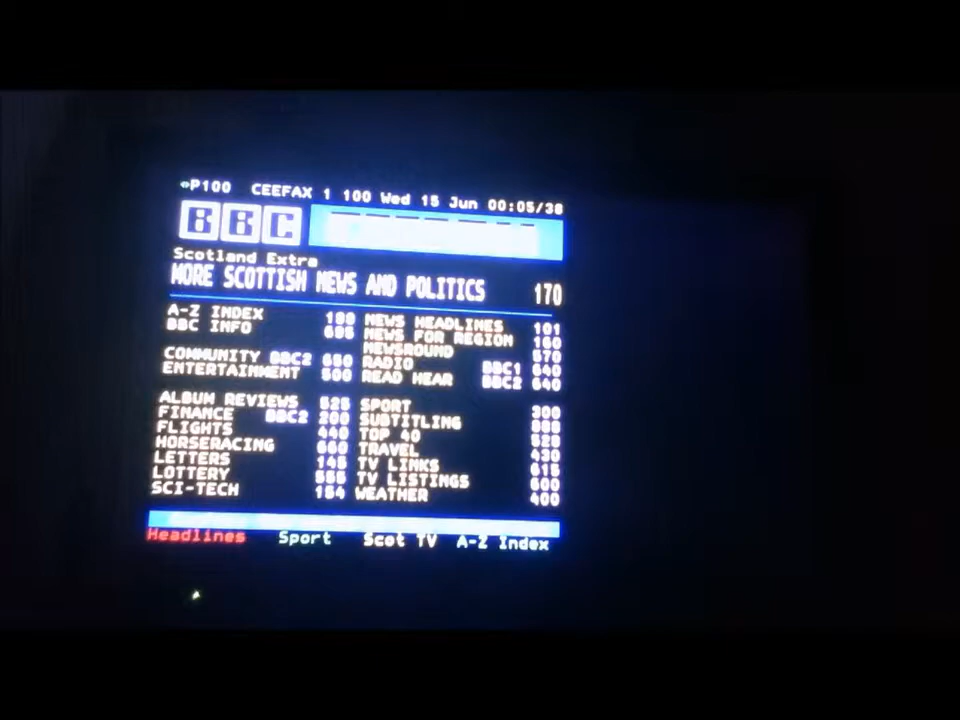 P100 CEEFAX 1 100 Wed 15 Jun 00:05/38
BBC
Scotland Extra
MORE SCOTTISH NEWS AND POLITICS 170
A-Z INDEX 199 NEWS HEADLINES 101
BBC INFO 695 NEWS FOR REGION 160
NEWSROUND 570
COMMUNITY BBC2 650 RADIO BBC1 640
ENTERTAINMENT 500 READ HEAR BBC2 640
ALBUM REVIEWS 525 SPORT 300
FINANCE BBC2 200 SUBTITLING 888
FLIGHTS 440 TOP 40 528
HORSERACING 660 TRAVEL 430
LETTERS 145 TV LINKS 615
LOTTERY 555 TV LISTINGS 600
SCI-TECH 154 WEATHER 400
Headlines Sport Scot TV A-Z Index